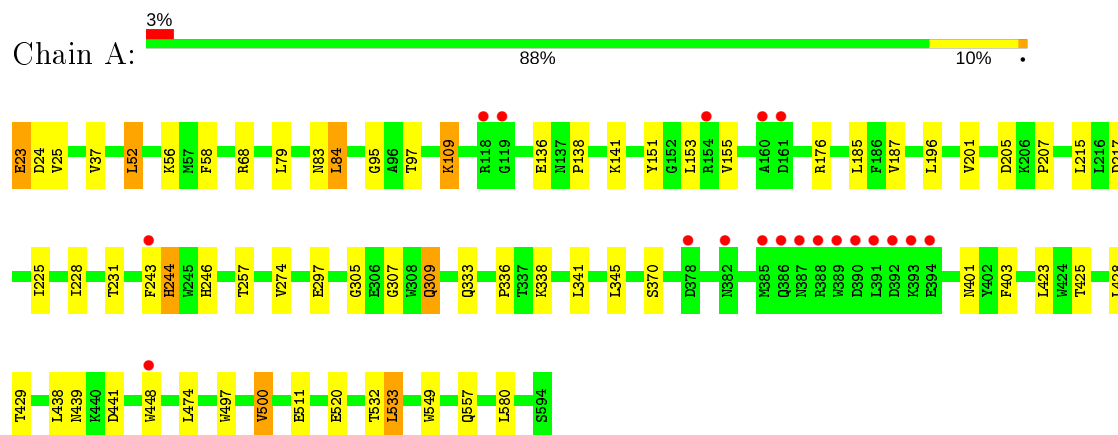 3%
Chain A:
88%
10%
E23 D24 V25 V37 L52 K56 M57 F58 R68 L79 N83 L84 G95 A96 T97 K109 R118 G119 E136 N137 P138 K141 Y151 G152 L153 R154 V155 A160 D161 R176 L185 F186 V187 L196 V201 D205 K206 P207 L215 L216 D217
I225 I228 T231 F243 H244 W245 H246 T257 V274 E297 G305 E306 G307 W308 Q309 Q333 P336 T337 K338 L341 L345 S370 D378 N382 M385 Q386 N387 R388 W389 D390 L391 D392 K393 E394 N401 Y402 F403 L423 W424 T425 L428
T429 L438 N439 K440 D441 W448 L474 W497 V500 E511 E520 T532 L533 W549 Q557 L580 S594